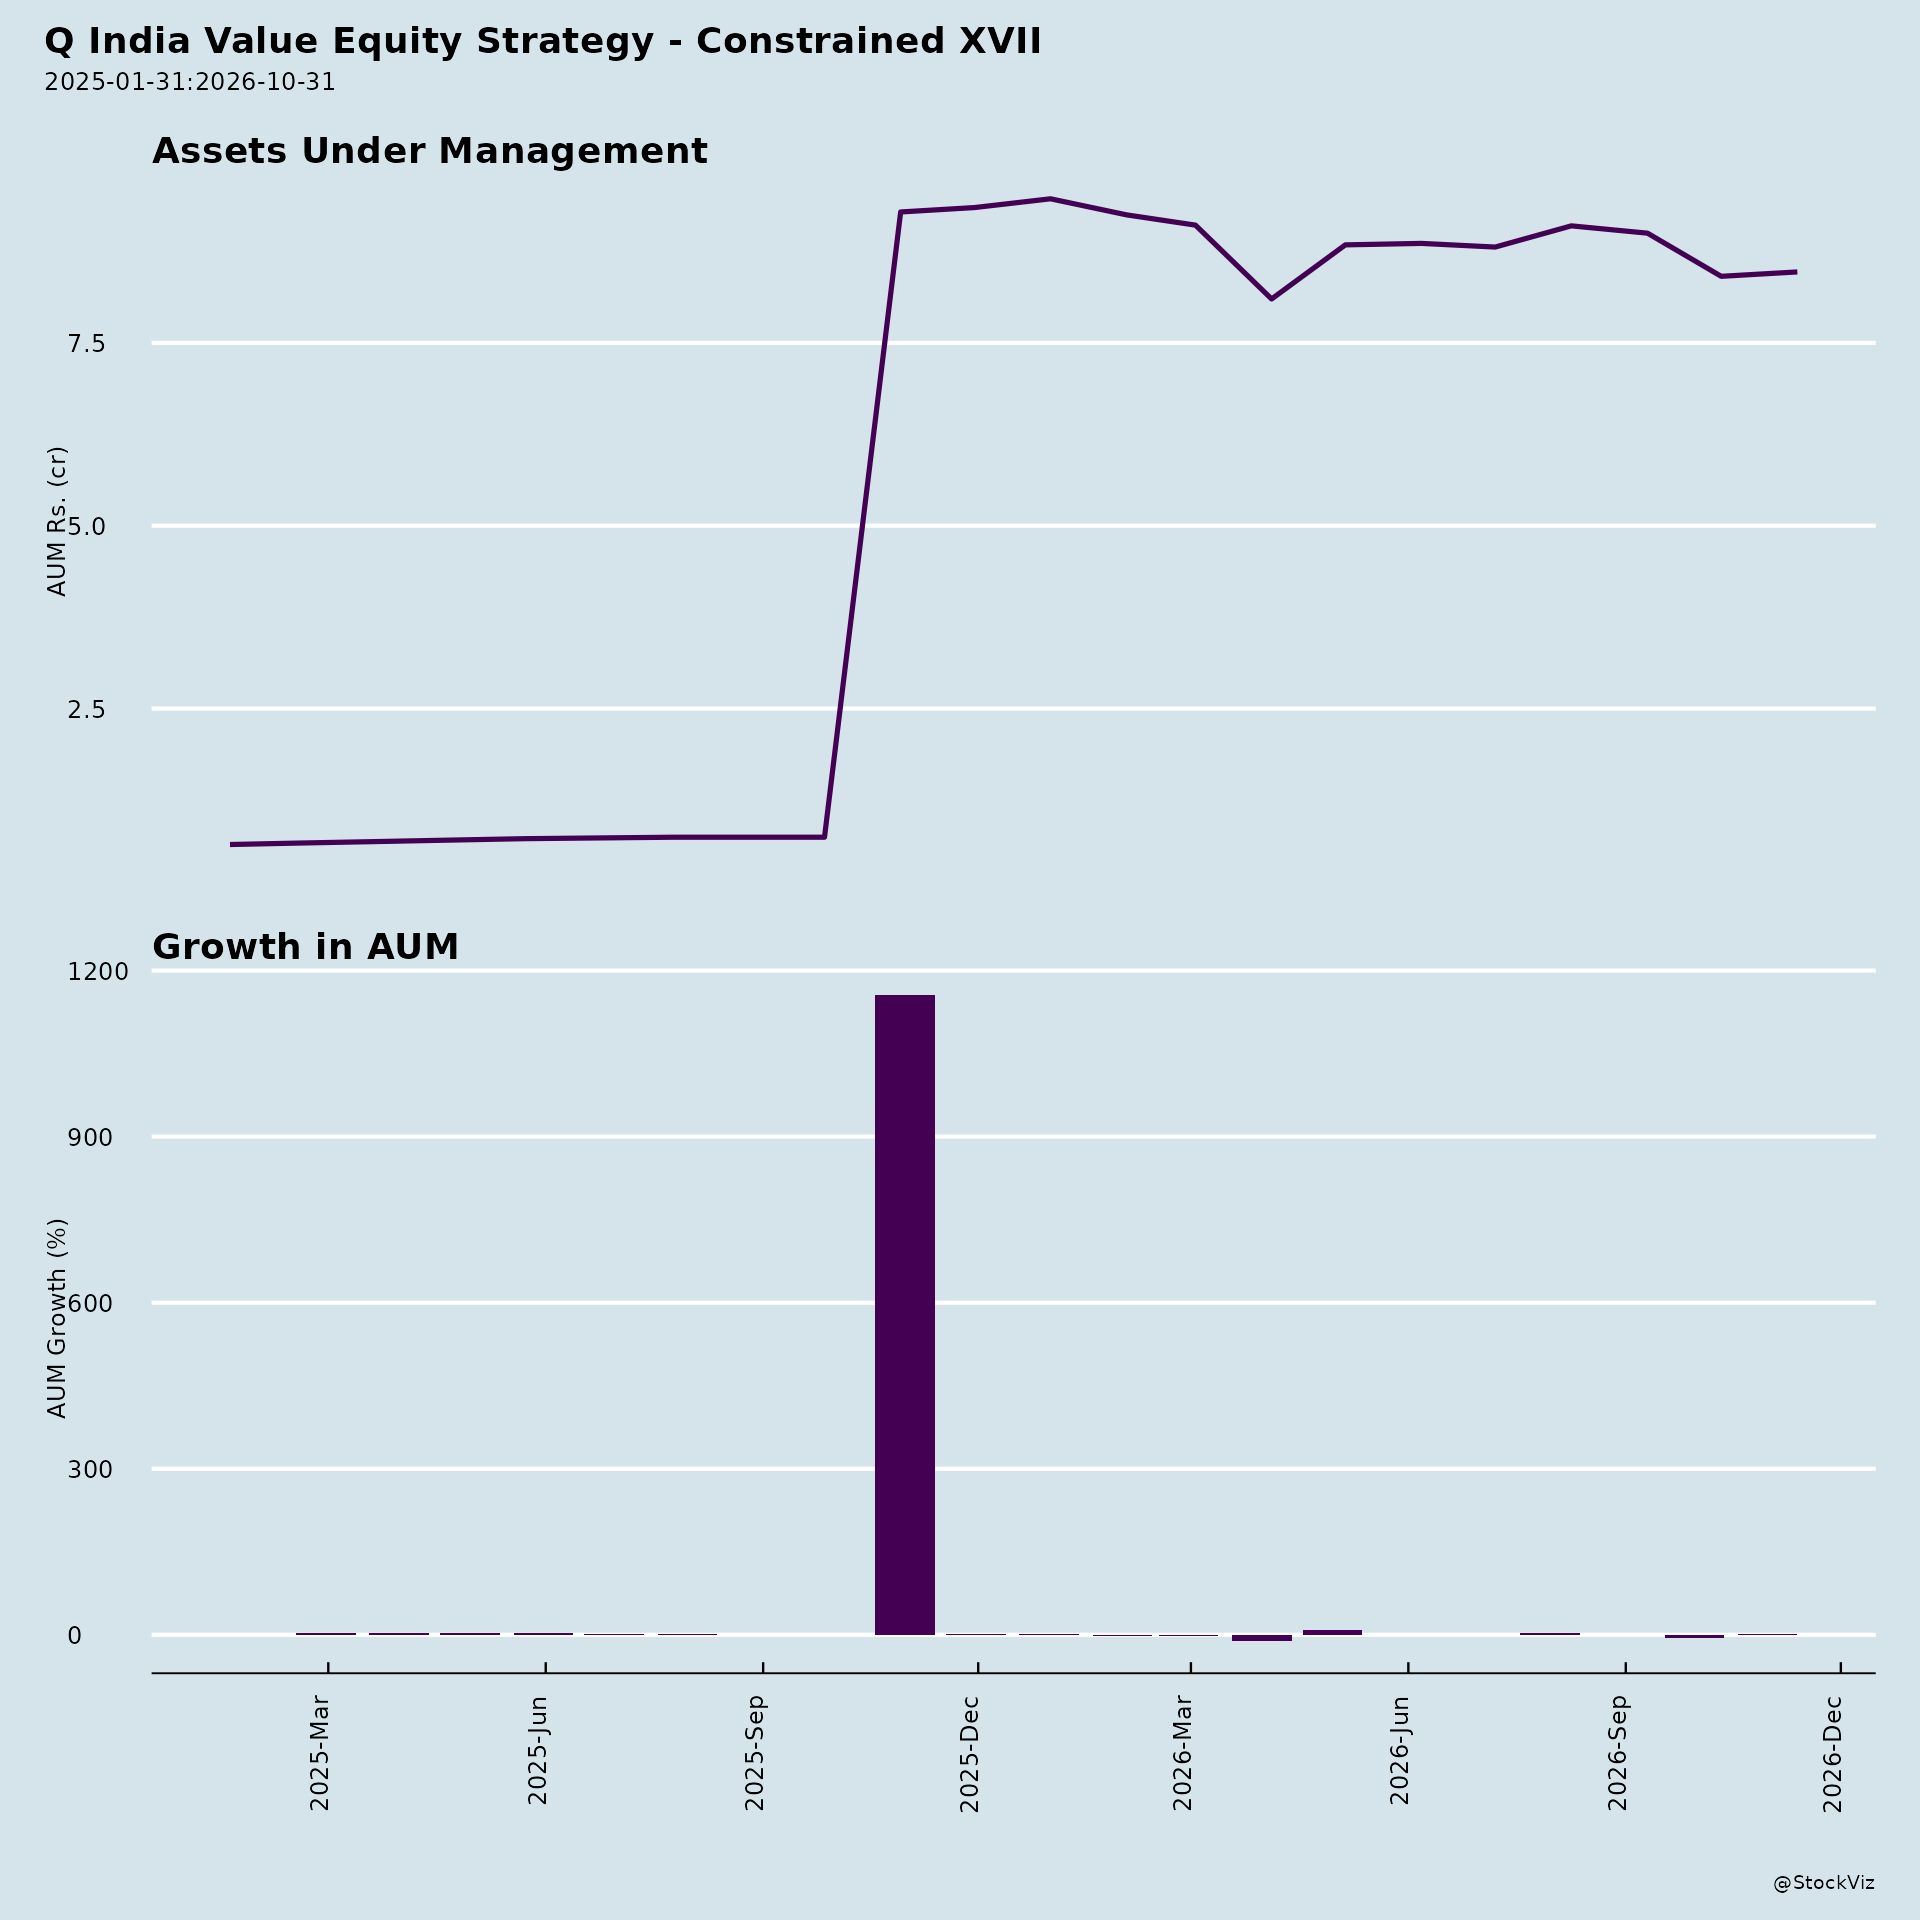 Q India Value Equity Strategy - Constrained XVII
2025-01-31:2026-10-31
Assets Under Management
AUM Rs. (cr)
7.5
5.0
2.5
Growth in AUM
AUM Growth (%)
1200
900
600
300
0
2025-Mar
2025-Jun
2025-Sep
2025-Dec
2026-Mar
2026-Jun
2026-Sep
2026-Dec
@StockViz